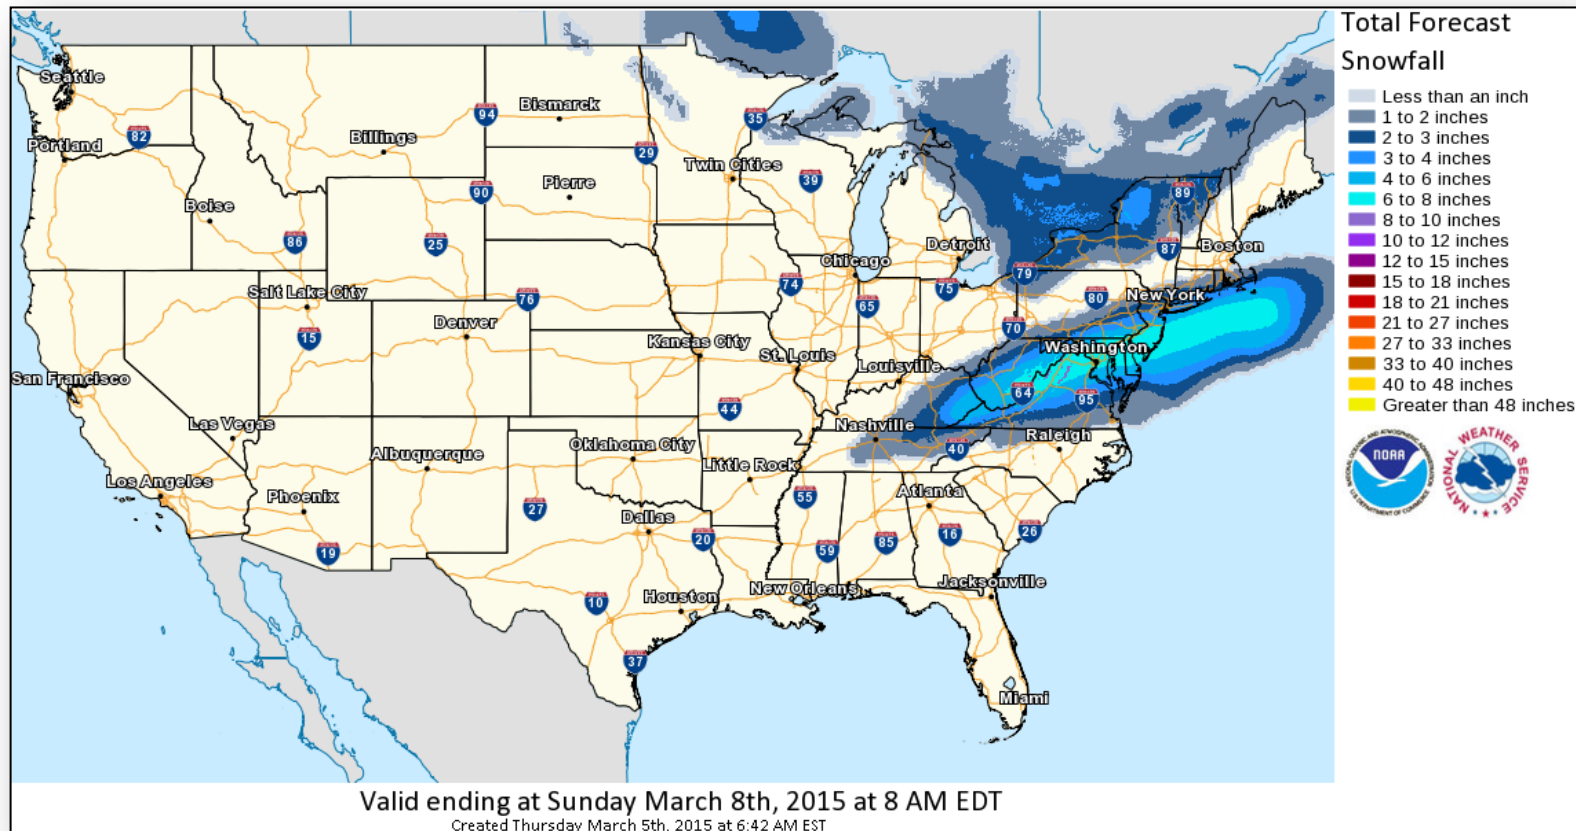 Total Forecast
Snowfall
Less than an inch
1 to 2 inches
2 to 3 inches
3 to 4 inches
4 to 6 inches
6 to 8 inches
8 to 10 inches
10 to 12 inches
12 to 15 inches
15 to 18 inches
18 to 21 inches
21 to 27 inches
27 to 33 inches
33 to 40 inches
40 to 48 inches
Greater than 48 inches
NOAA
NATIONAL WEATHER SERVICE
Seattle
Bismarck
94
35
82
Billings
Portland
29
Twin Cities
39
90
Pierre
89
Boise
86
25
Detroit
87
Boston
Chicago
79
74
75
Salt Lake City
76
80
New York
65
Denver
15
70
Kansas City
St. Louis
Washington
Louisville
San Francisco
64
95
44
Las Vegas
Nashville
Raleigh
Albuquerque
Oklahoma City
40
Little Rock
Los Angeles
Phoenix
55
Atlanta
27
Dallas
20
59
85
16
26
19
Jacksonville
New Orleans
10
Houston
37
Miami
Valid ending at Sunday March 8th, 2015 at 8 AM EDT
Created Thursday March 5th, 2015 at 6:42 AM EST